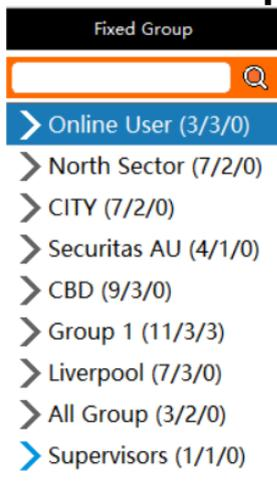 Fixed Group
Online User (3/3/0)
North Sector (7/2/0)
CITY (7/2/0)
Securitas AU (4/1/0)
CBD (9/3/0)
Group 1 (11/3/3)
Liverpool (7/3/0)
All Group (3/2/0)
Supervisors (1/1/0)